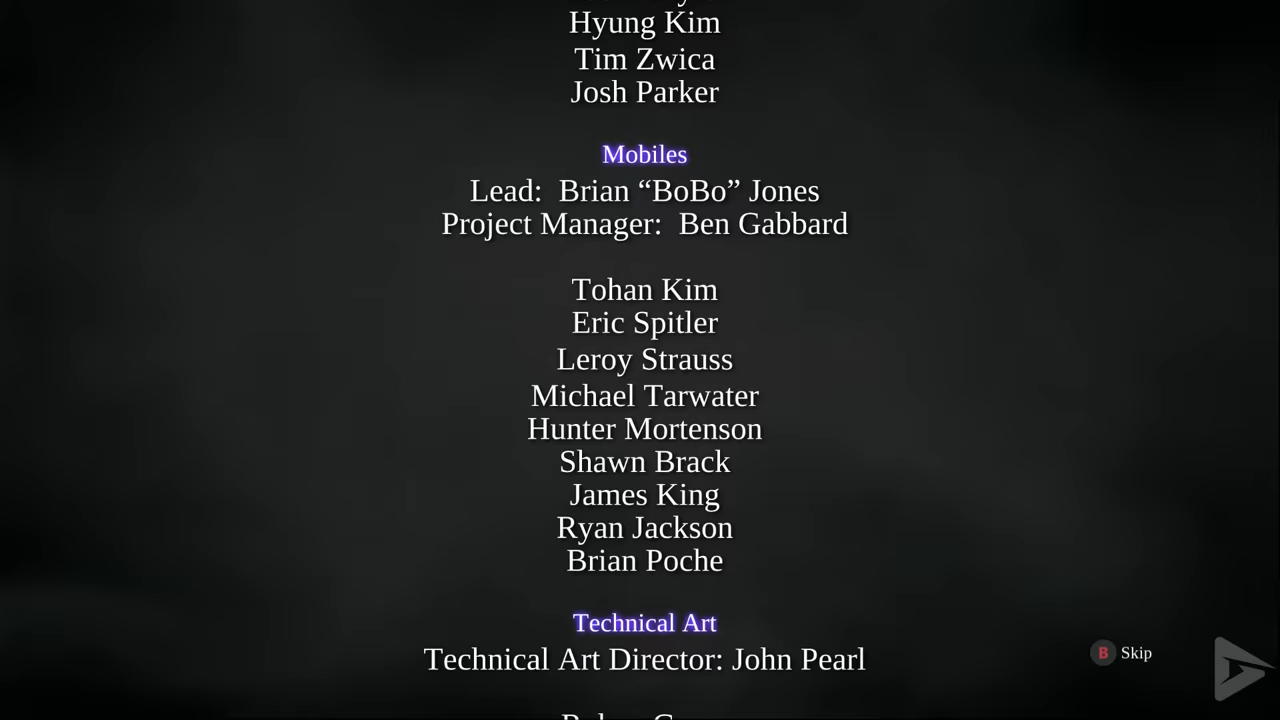 Hyung Kim
Tim Zwica
Josh Parker
Mobiles
Lead:  Brian “BoBo” Jones
Project Manager:  Ben Gabbard
Tohan Kim
Eric Spitler
Leroy Strauss
Michael Tarwater
Hunter Mortenson
Shawn Brack
James King
Ryan Jackson
Brian Poche
Technical Art
Technical Art Director: John Pearl
B Skip